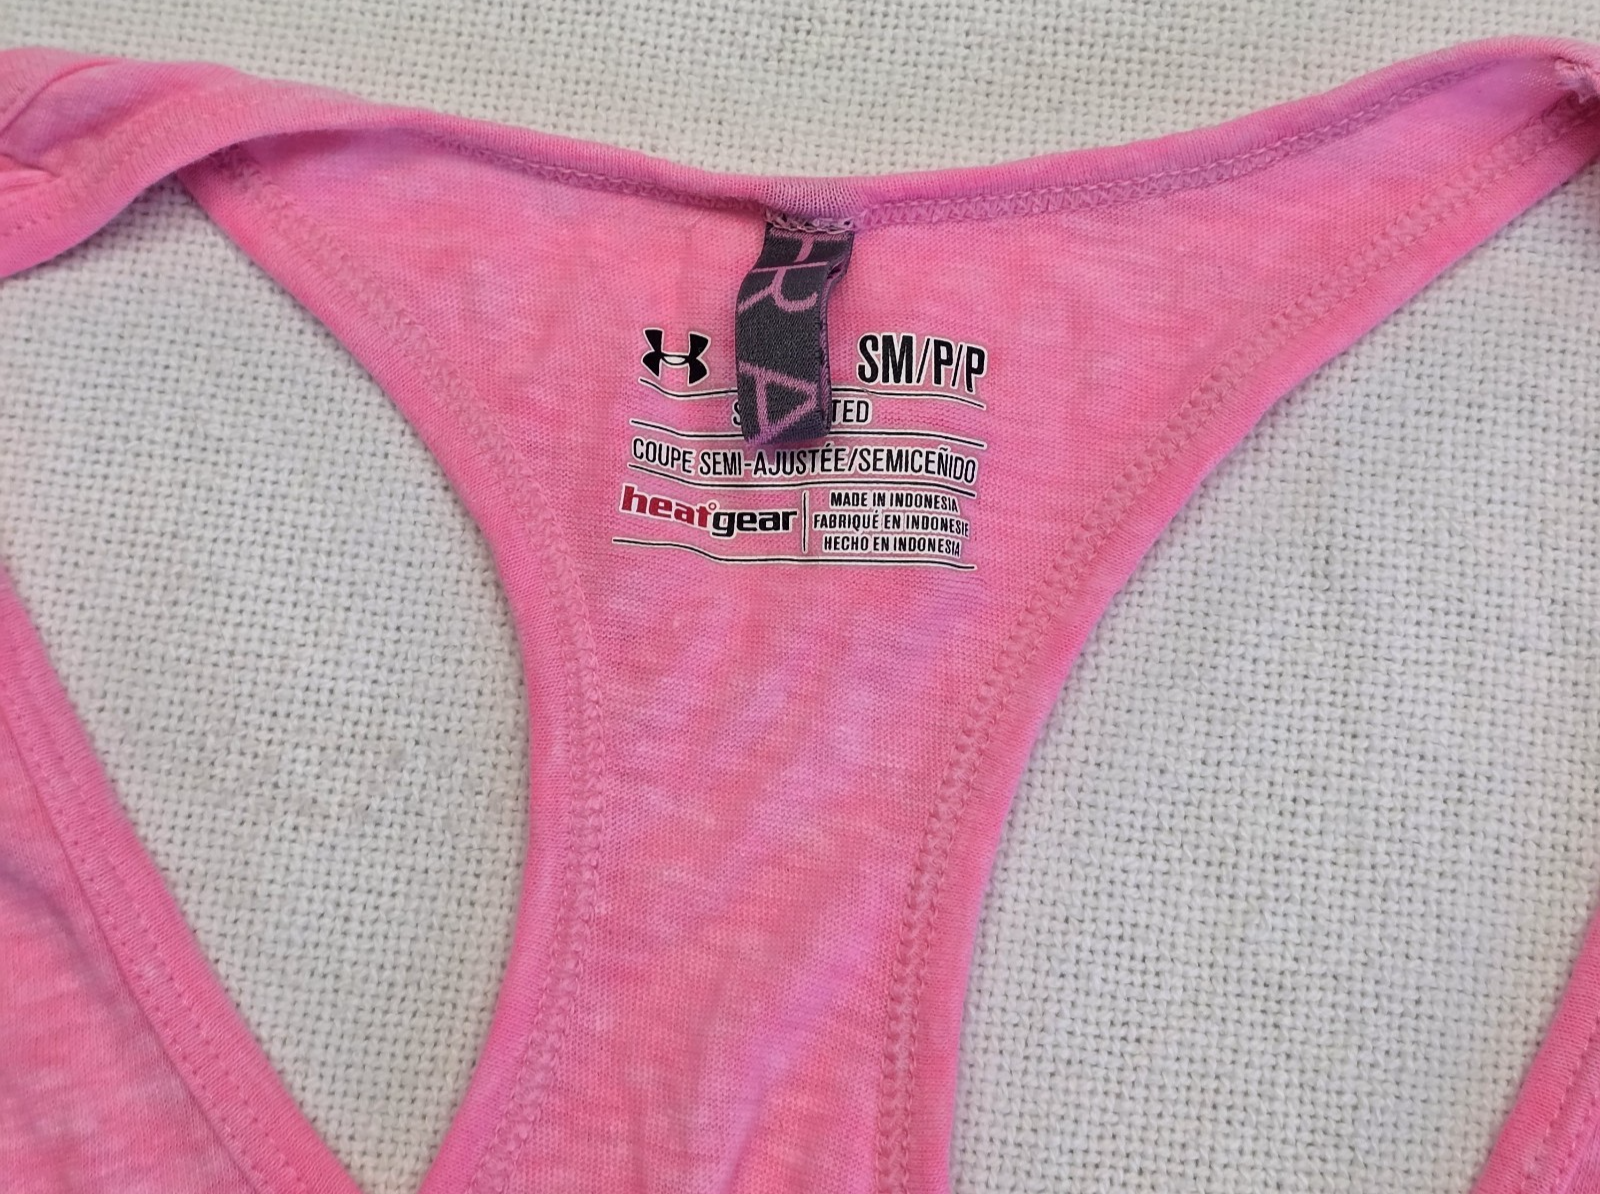 SM/P/P
COUPE SEMI-AJUSTÉE/SEMICEÑIDO
heatgear
MADE IN INDONESIA
FABRIQUÉ EN INDONESIE
HECHO EN INDONESIA